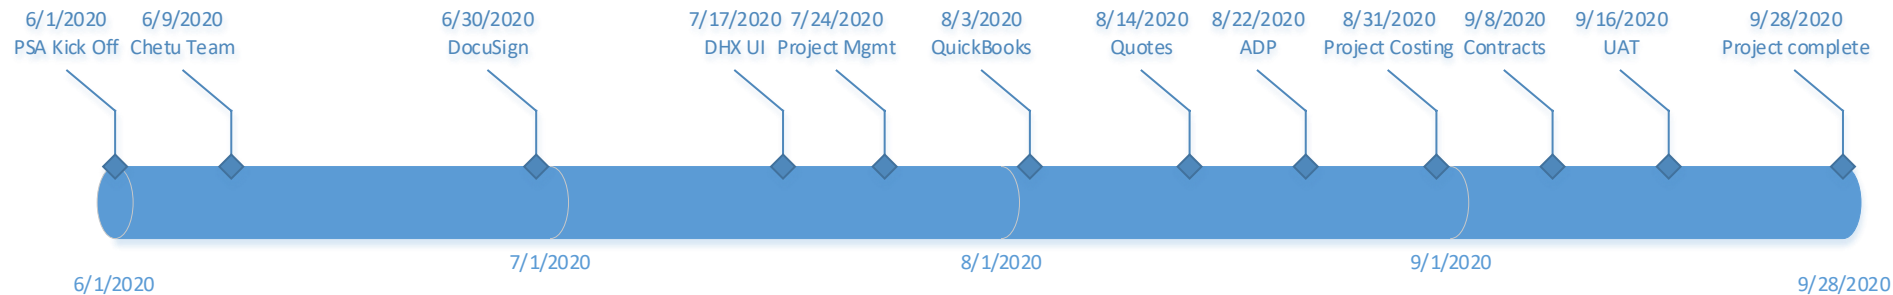 6/1/2020
PSA Kick Off
6/9/2020
Chetu Team
6/30/2020
DocuSign
7/17/2020
DHX UI
7/24/2020
Project Mgmt
8/3/2020
QuickBooks
8/14/2020
Quotes
8/22/2020
ADP
8/31/2020
Project Costing
9/8/2020
Contracts
9/16/2020
UAT
9/28/2020
Project complete
7/1/2020
8/1/2020
9/1/2020
6/1/2020
9/28/2020